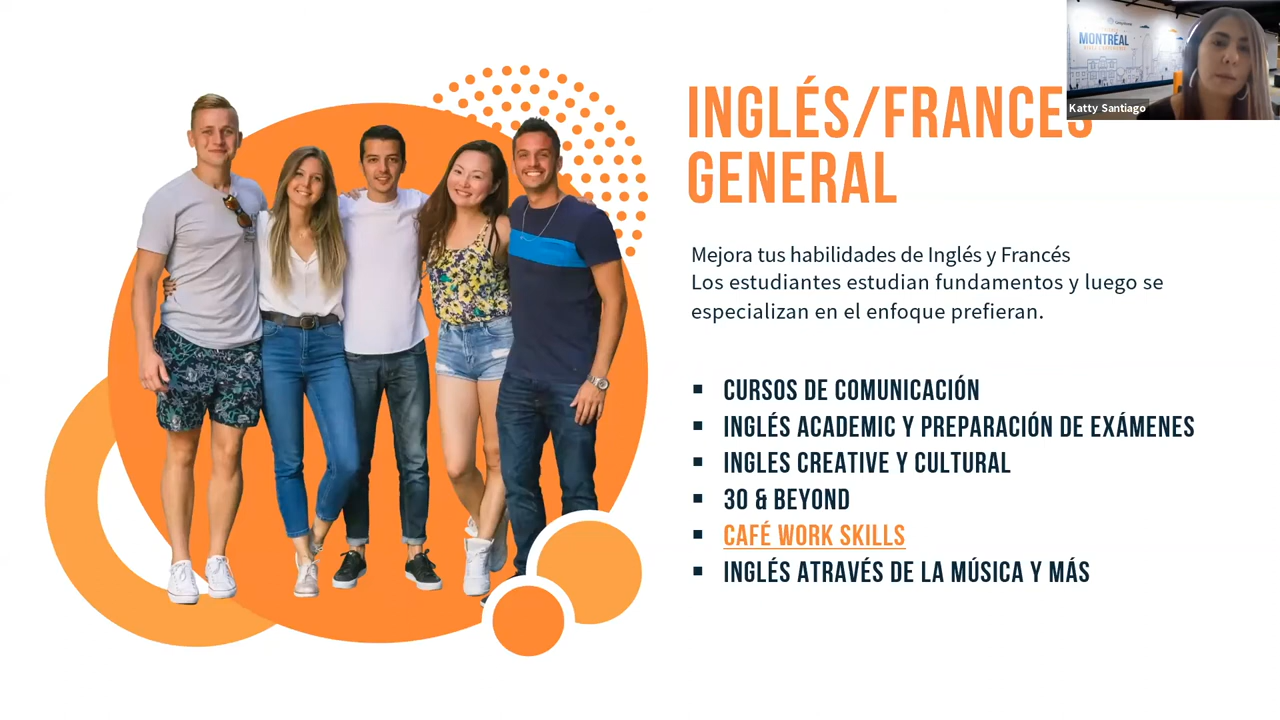 INGLÉS/FRANCES
GENERAL
MONTRÉAL
Katty Santiago
Mejora tus habilidades de Inglés y Francés
Los estudiantes estudian fundamentos y luego se
especializan en el enfoque prefieran.
▪ CURSOS DE COMUNICACIÓN
▪ INGLÉS ACADEMIC Y PREPARACIÓN DE EXÁMENES
▪ INGLES CREATIVE Y CULTURAL
▪ 30 & BEYOND
▪ CAFÉ WORK SKILLS
▪ INGLÉS ATRAVÉS DE LA MÚSICA Y MÁS